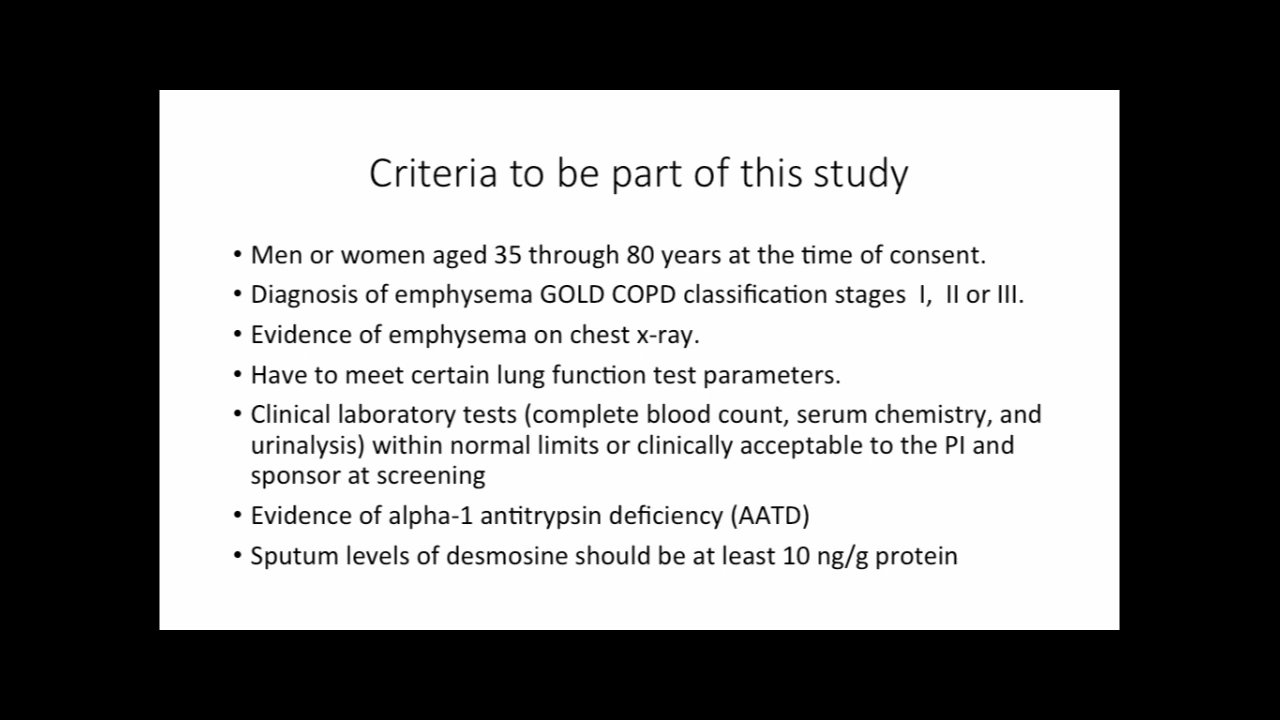 Criteria to be part of this study
• Men or women aged 35 through 80 years at the time of consent.
• Diagnosis of emphysema GOLD COPD classification stages  I,  II or III.
• Evidence of emphysema on chest x-ray.
• Have to meet certain lung function test parameters.
• Clinical laboratory tests (complete blood count, serum chemistry, and
urinalysis) within normal limits or clinically acceptable to the PI and
sponsor at screening
• Evidence of alpha-1 antitrypsin deficiency (AATD)
• Sputum levels of desmosine should be at least 10 ng/g protein